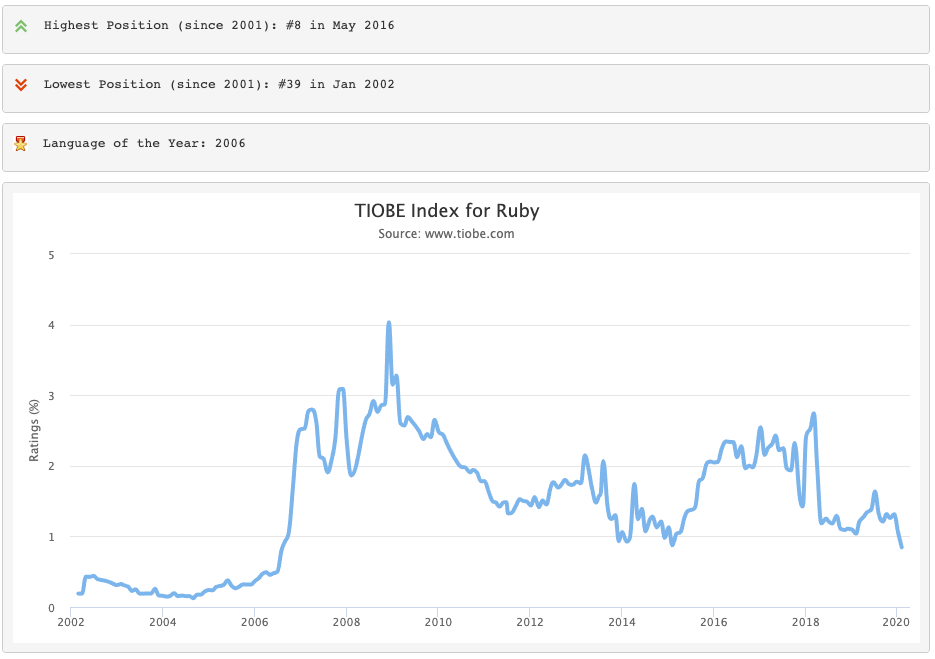 Highest Position (since 2001): #8 in May 2016
Lowest Position (since 2001): #39 in Jan 2002
Language of the Year: 2006
TIOBE Index for Ruby
Source: www.tiobe.com
Ratings (%)
5
4
3
2
1
0
2002 2004 2006 2008 2010 2012 2014 2016 2018 2020